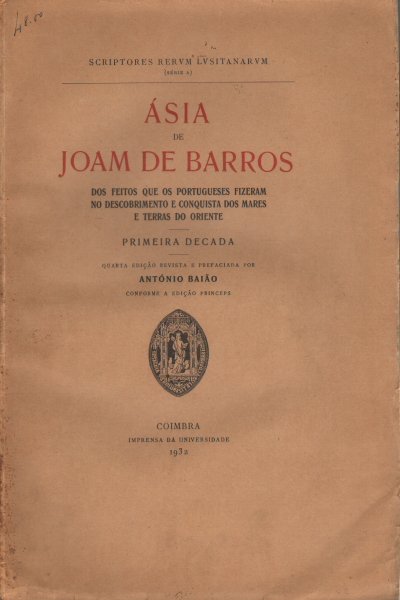 48.00
SCRIPTORES RERVM LVSITANARVM
(SÉRIE A)
ÁSIA
DE
JOAM DE BARROS
DOS FEITOS QUE OS PORTUGUESES FIZERAM
NO DESCOBRIMENTO E CONQUISTA DOS MARES
E TERRAS DO ORIENTE
PRIMEIRA DECADA
QUARTA EDIÇÃO REVISTA E PREFACIADA POR
ANTÓNIO BAIÃO
CONFORME A EDIÇÃO PRINCEPS
COIMBRA
IMPRENSA DA UNIVERSIDADE
1932